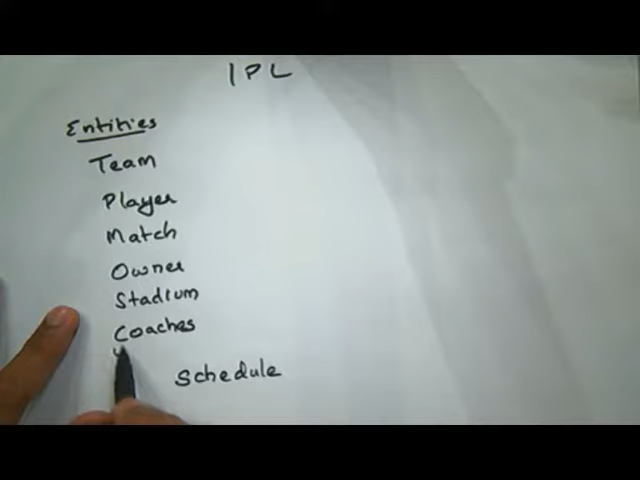 IPL
Entities
Team
Player
Match
Owner
Stadium
Coaches
Schedule